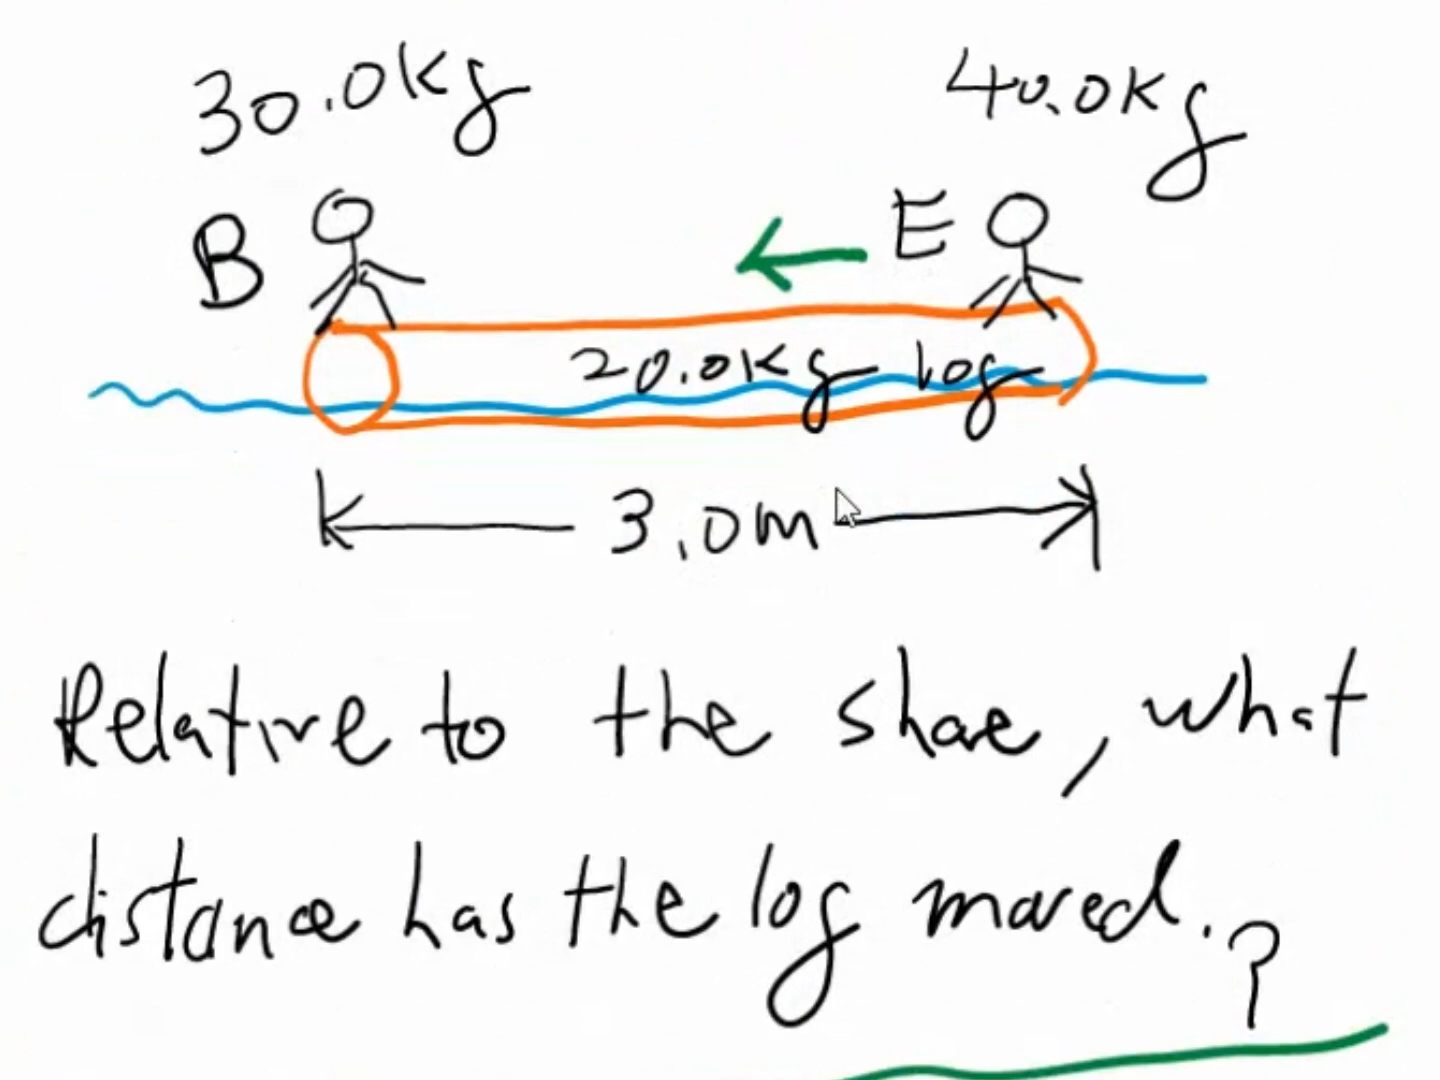 30.0kg 40.0kg
B E
20.0kg log
3.0m
Relative to the shore, what
distance has the log moved.?